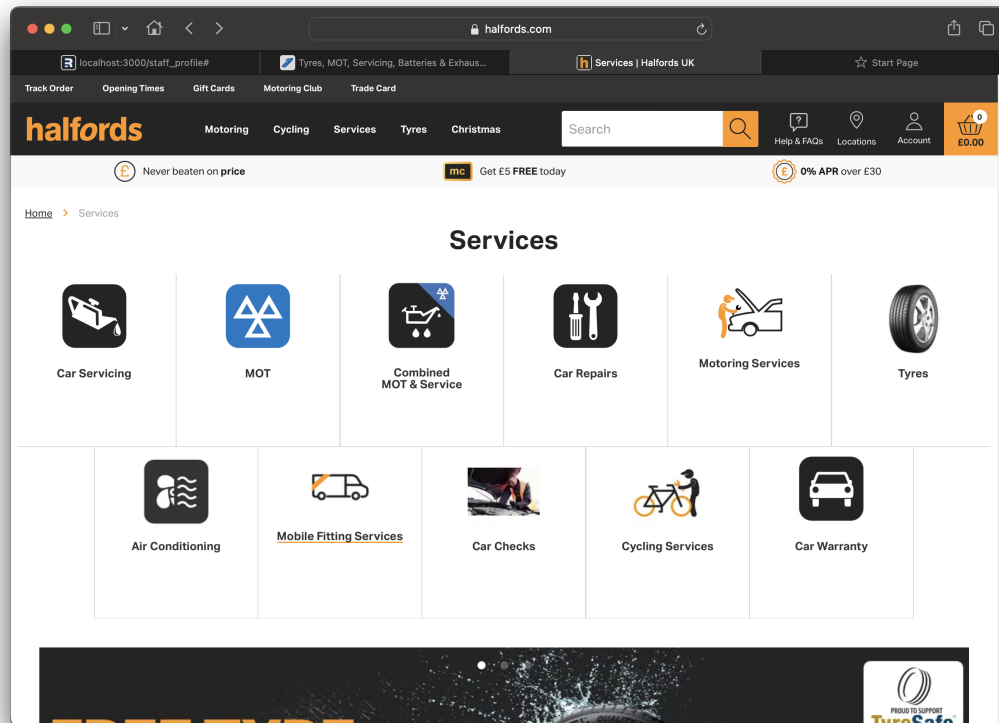 halfords.com
localhost:3000/staff_profile#
Tyres, MOT, Servicing, Batteries & Exhaus...
h Services | Halfords UK
Start Page
Track Order Opening Times Gift Cards Motoring Club Trade Card
halfords
Motoring Cycling Services Tyres Christmas
Search
?
Help & FAQs
Locations
Account
0
£0.00
£ Never beaten on price
mc Get £5 FREE today
£ 0% APR over £30
Home > Services
Services
Car Servicing
MOT
Combined
MOT & Service
Car Repairs
Motoring Services
Tyres
Air Conditioning
Mobile Fitting Services
Car Checks
Cycling Services
Car Warranty
FREE TYRE
PROUD TO SUPPORT
TyreSafe